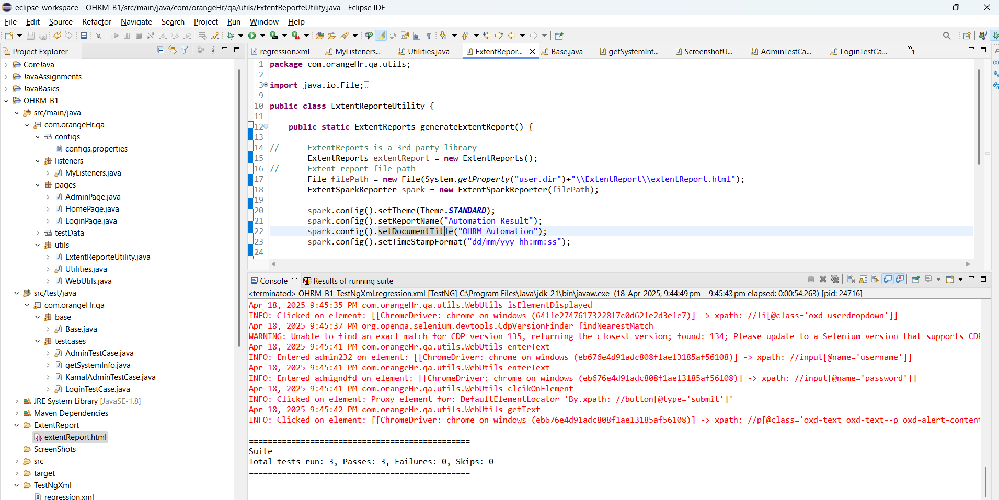 eclipse-workspace - OHRM_B1/src/main/java/com/orangeHr/qa/utils/ExtentReporteUtility.java - Eclipse IDE
File Edit Source Refactor Navigate Search Project Run Window Help
Project Explorer
CoreJava
JavaAssignments
JavaBasics
OHRM_B1
src/main/java
com.orangeHr.qa
configs
configs.properties
listeners
MyListeners.java
pages
AdminPage.java
HomePage.java
LoginPage.java
testData
utils
ExtentReporteUtility.java
Utilities.java
WebUtils.java
src/test/java
com.orangeHr.qa
base
Base.java
testcases
AdminTestCase.java
getSystemInfo.java
KamalAdminTestCase.java
LoginTestCase.java
JRE System Library [JavaSE-1.8]
Maven Dependencies
ExtentReport
extentReport.html
ScreenShots
src
target
TestNgXml
regression.xml
regression.xml MyListeners... Utilities.java ExtentRepor... Base.java getSystemInf... ScreenshotU... AdminTestCa... LoginTestCa... »1
1 package com.orangeHr.qa.utils;
2
3 import java.io.File;
9
10 public class ExtentReporteUtility {
11
12 public static ExtentReports generateExtentReport() {
13
14 // ExtentReports is a 3rd party library
15 ExtentReports extentReport = new ExtentReports();
16 // Extent report file path
17 File filePath = new File(System.getProperty("user.dir")+"\\ExtentReport\\extentReport.html");
18 ExtentSparkReporter spark = new ExtentSparkReporter(filePath);
19
20 spark.config().setTheme(Theme.STANDARD);
21 spark.config().setReportName("Automation Result");
22 spark.config().setDocumentTitle("OHRM Automation");
23 spark.config().setTimeStampFormat("dd/mm/yyy hh:mm:ss");
24
Console Results of running suite
<terminated> OHRM_B1_TestNgXml.regression.xml [TestNG] C:\Program Files\Java\jdk-21\bin\javaw.exe (18-Apr-2025, 9:44:49 pm – 9:45:43 pm elapsed: 0:00:54.263) [pid: 24716]
Apr 18, 2025 9:45:35 PM com.orangeHr.qa.utils.WebUtils isElementDisplayed
INFO: Clicked on element: [[ChromeDriver: chrome on windows (641fe2747617322817c0d621e2d3efe7)] -> xpath: //li[@class='oxd-userdropdown']]
Apr 18, 2025 9:45:37 PM org.openqa.selenium.devtools.CdpVersionFinder findNearestMatch
WARNING: Unable to find an exact match for CDP version 135, returning the closest version; found: 134; Please update to a Selenium version that supports CDP
Apr 18, 2025 9:45:41 PM com.orangeHr.qa.utils.WebUtils enterText
INFO: Entered admin232 on element: [[ChromeDriver: chrome on windows (eb676e4d91adc808f1ae13185af56108)] -> xpath: //input[@name='username']]
Apr 18, 2025 9:45:41 PM com.orangeHr.qa.utils.WebUtils enterText
INFO: Entered admigndfd on element: [[ChromeDriver: chrome on windows (eb676e4d91adc808f1ae13185af56108)] -> xpath: //input[@name='password']]
Apr 18, 2025 9:45:41 PM com.orangeHr.qa.utils.WebUtils clcikOnElement
INFO: Clicked on element: Proxy element for: DefaultElementLocator 'By.xpath: //button[@type='submit']'
Apr 18, 2025 9:45:42 PM com.orangeHr.qa.utils.WebUtils getText
INFO: Clicked on element: [[ChromeDriver: chrome on windows (eb676e4d91adc808f1ae13185af56108)] -> xpath: //p[@class='oxd-text oxd-text--p oxd-alert-content
===============================================
Suite
Total tests run: 3, Passes: 3, Failures: 0, Skips: 0
===============================================